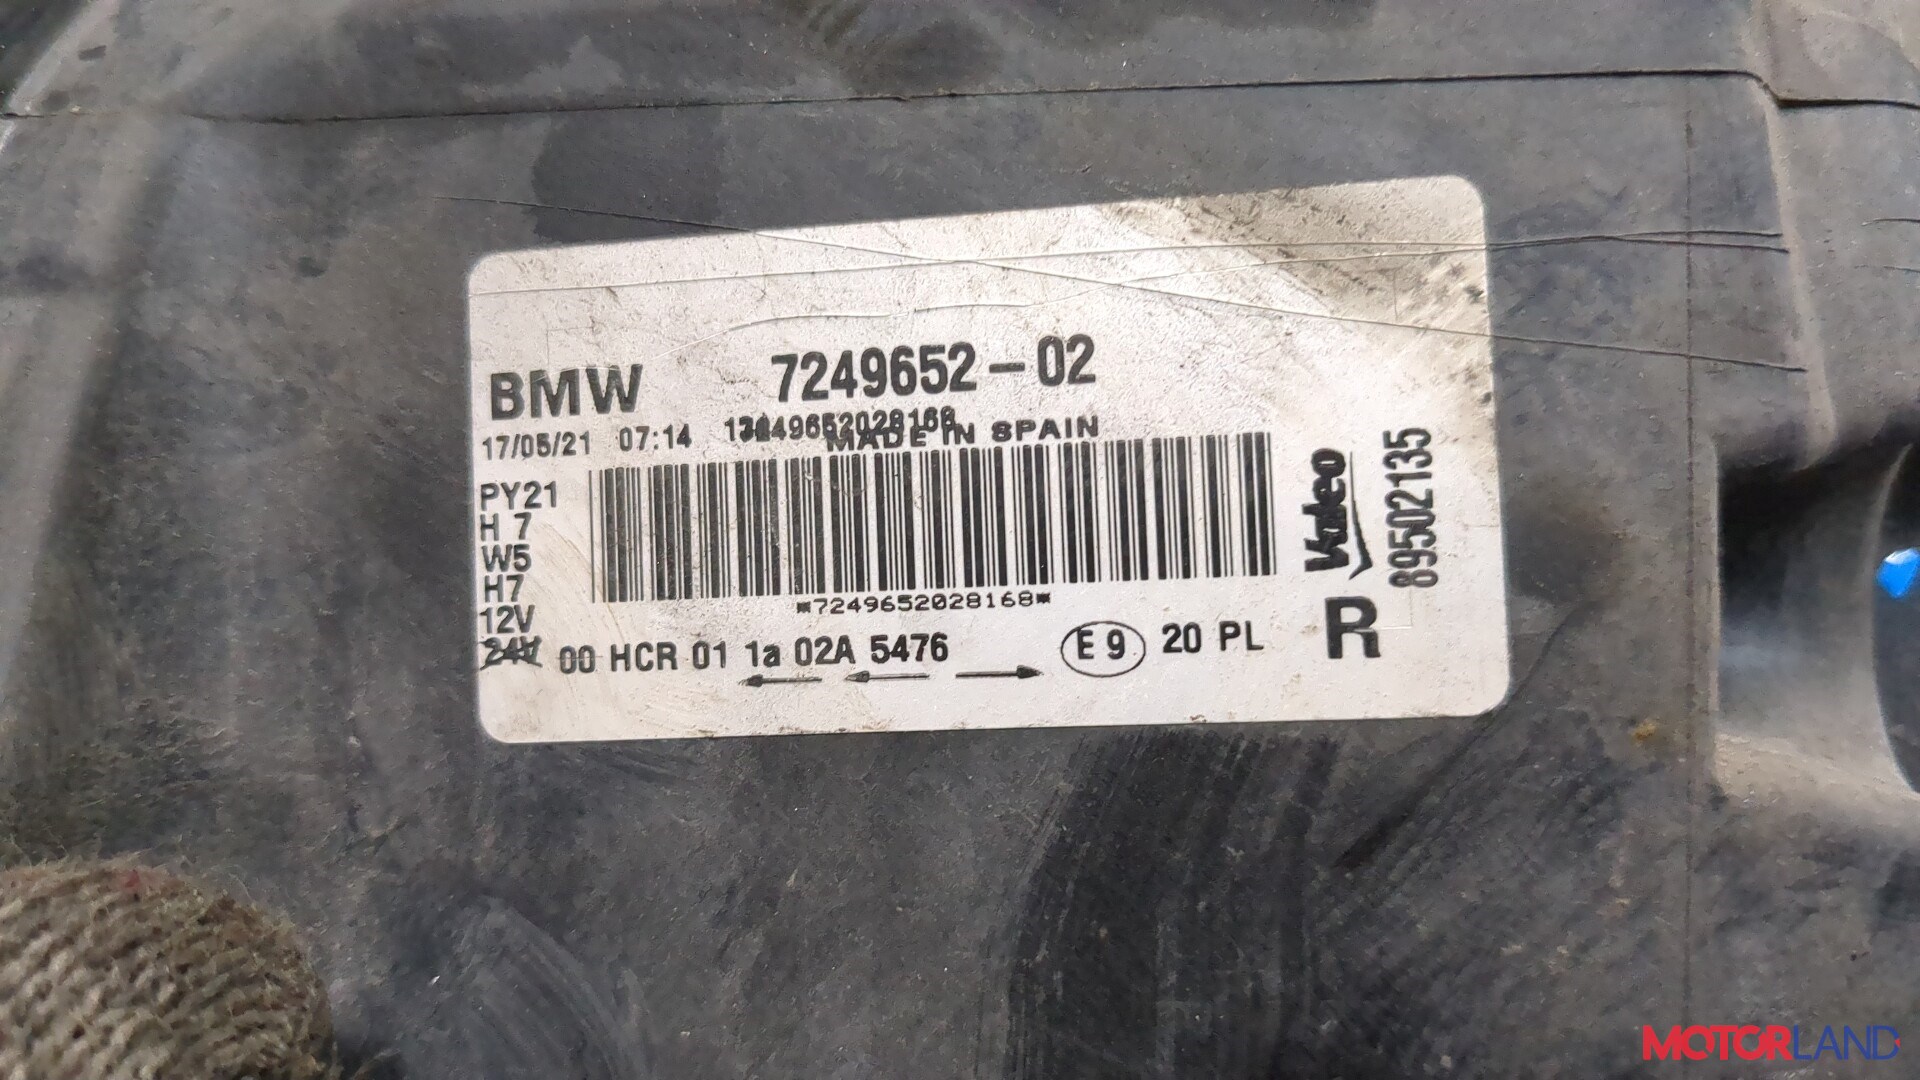 BMW 7249652-02
17/05/21 07:14
MADE IN SPAIN
PY21
H 7
W5
H7
12V
24V
*7249652028168*
00 HCR 01 1a 02A 5476
E 9 20 PL
Valeo
89502135
R
MOTORLAND